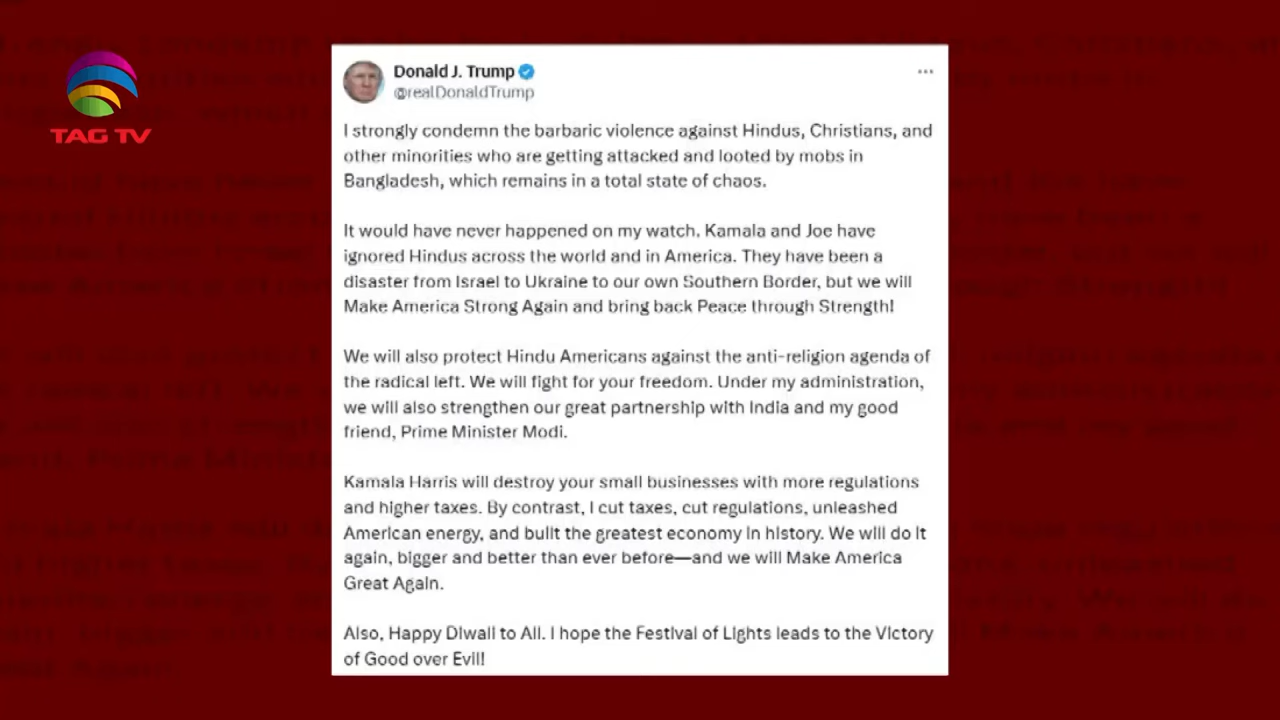 TAG TV
Donald J. Trump
@realDonaldTrump
I strongly condemn the barbaric violence against Hindus, Christians, and
other minorities who are getting attacked and looted by mobs in
Bangladesh, which remains in a total state of chaos.
It would have never happened on my watch. Kamala and Joe have
ignored Hindus across the world and in America. They have been a
disaster from Israel to Ukraine to our own Southern Border, but we will
Make America Strong Again and bring back Peace through Strength!
We will also protect Hindu Americans against the anti-religion agenda of
the radical left. We will fight for your freedom. Under my administration,
we will also strengthen our great partnership with India and my good
friend, Prime Minister Modi.
Kamala Harris will destroy your small businesses with more regulations
and higher taxes. By contrast, I cut taxes, cut regulations, unleashed
American energy, and built the greatest economy in history. We will do it
again, bigger and better than ever before—and we will Make America
Great Again.
Also, Happy Diwali to All. I hope the Festival of Lights leads to the Victory
of Good over Evil!